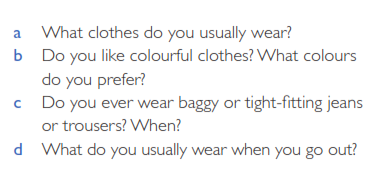 a What clothes do you usually wear?
b Do you like colourful clothes? What colours
do you prefer?
c Do you ever wear baggy or tight-fitting jeans
or trousers? When?
d What do you usually wear when you go out?